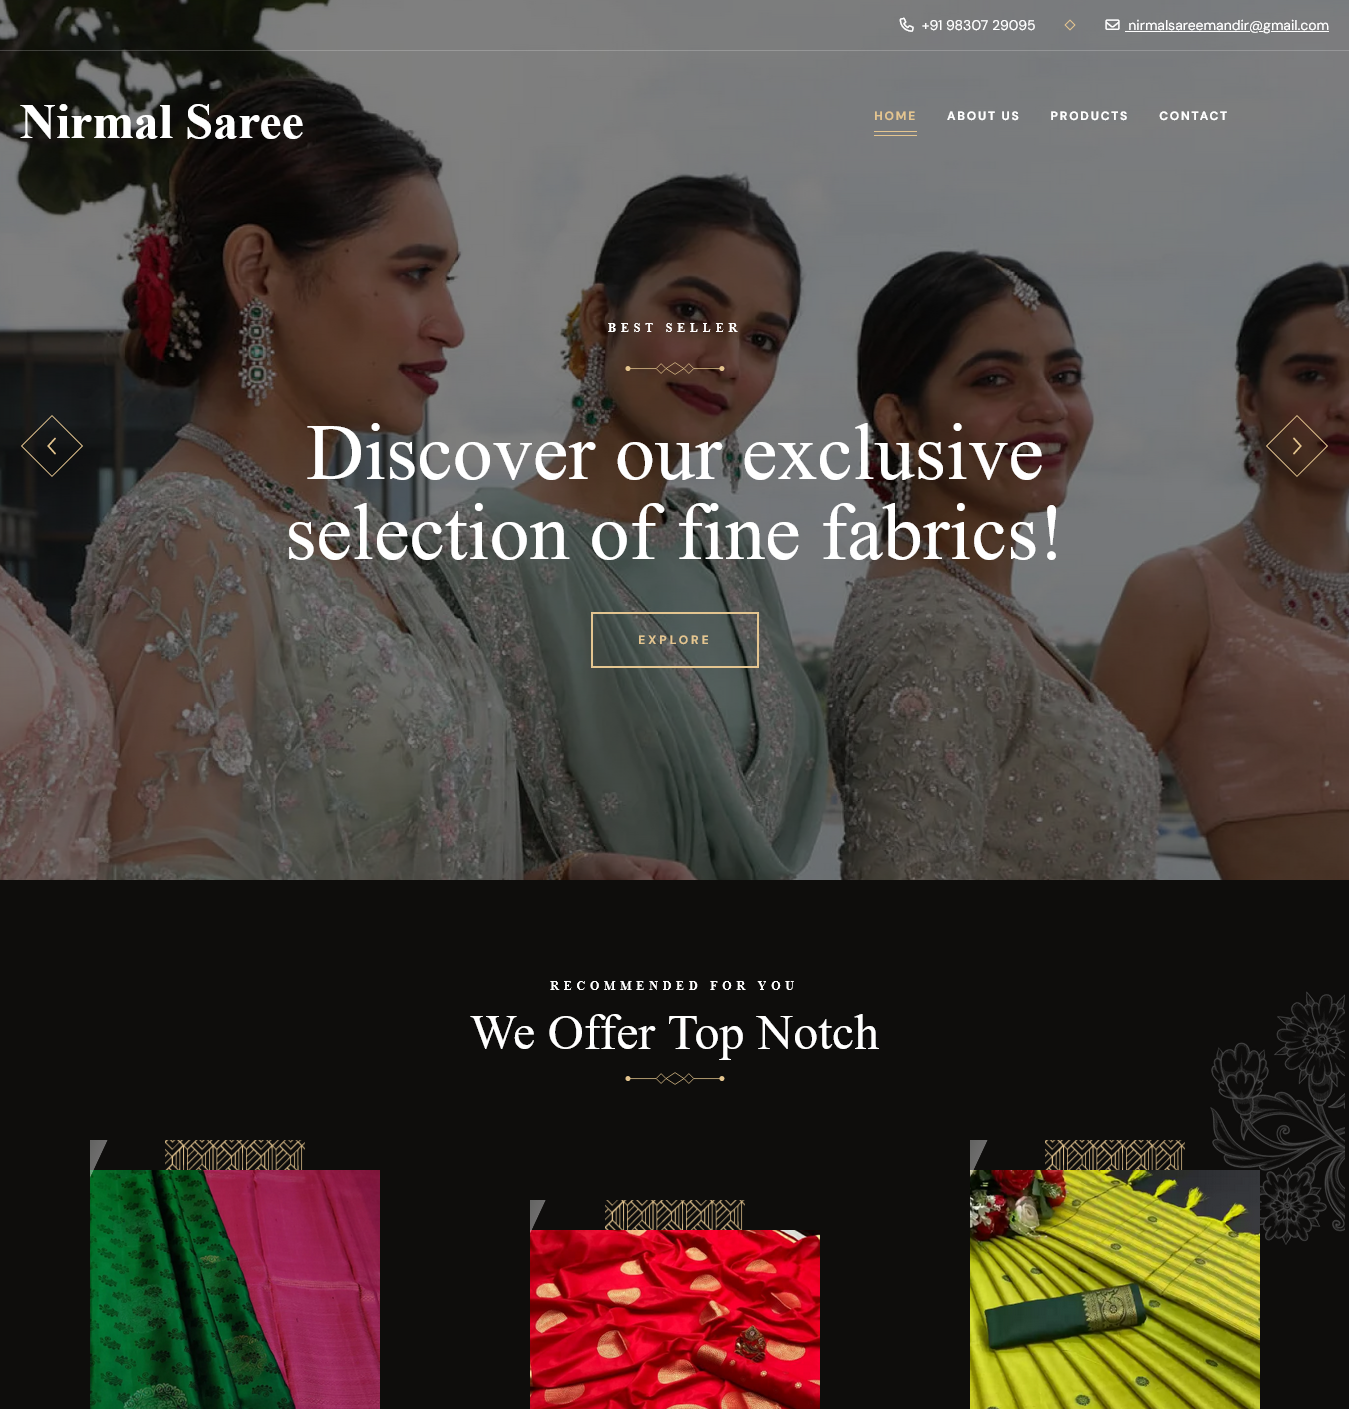 +91 98307 29095
nirmalsareemandir@gmail.com
Nirmal Saree
HOME ABOUT US PRODUCTS CONTACT
BEST SELLER
Discover our exclusive
selection of fine fabrics!
EXPLORE
RECOMMENDED FOR YOU
We Offer Top Notch